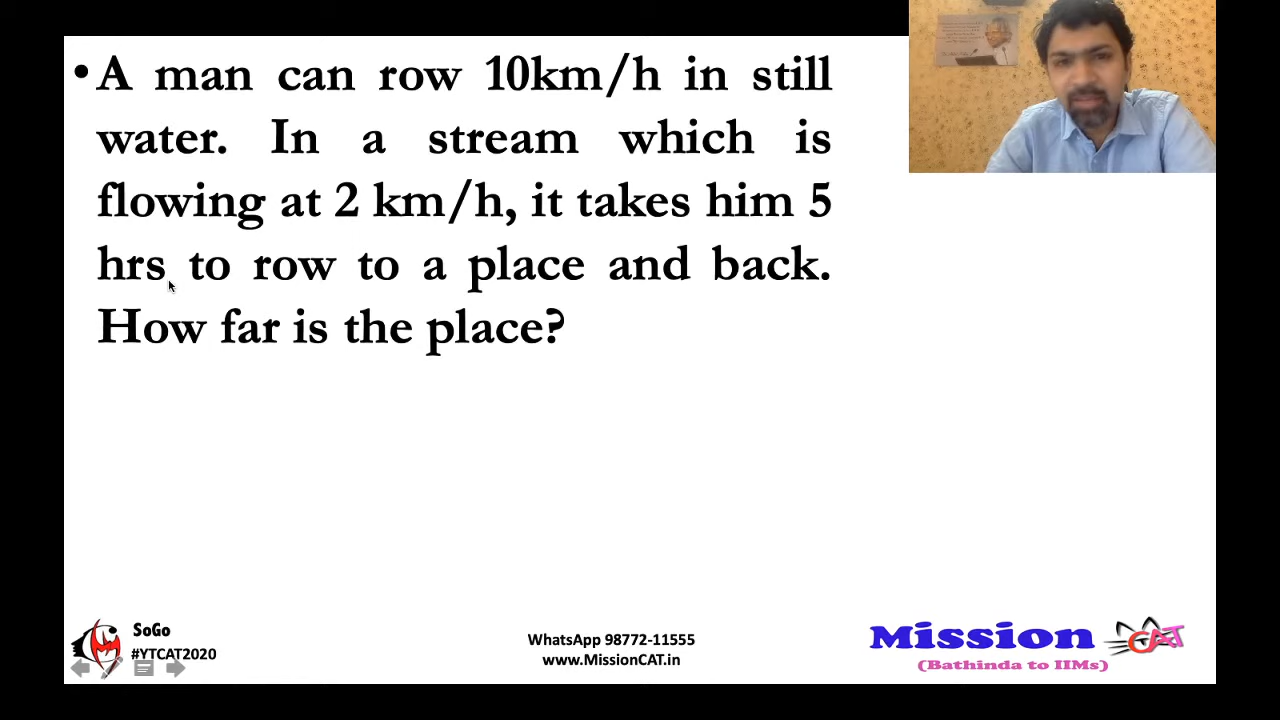 • A man can row 10km/h in still
water. In a stream which is
flowing at 2 km/h, it takes him 5
hrs to row to a place and back.
How far is the place?
SoGo
#YTCAT2020
WhatsApp 98772-11555
www.MissionCAT.in
Mission CAT
(Bathinda to IIMs)